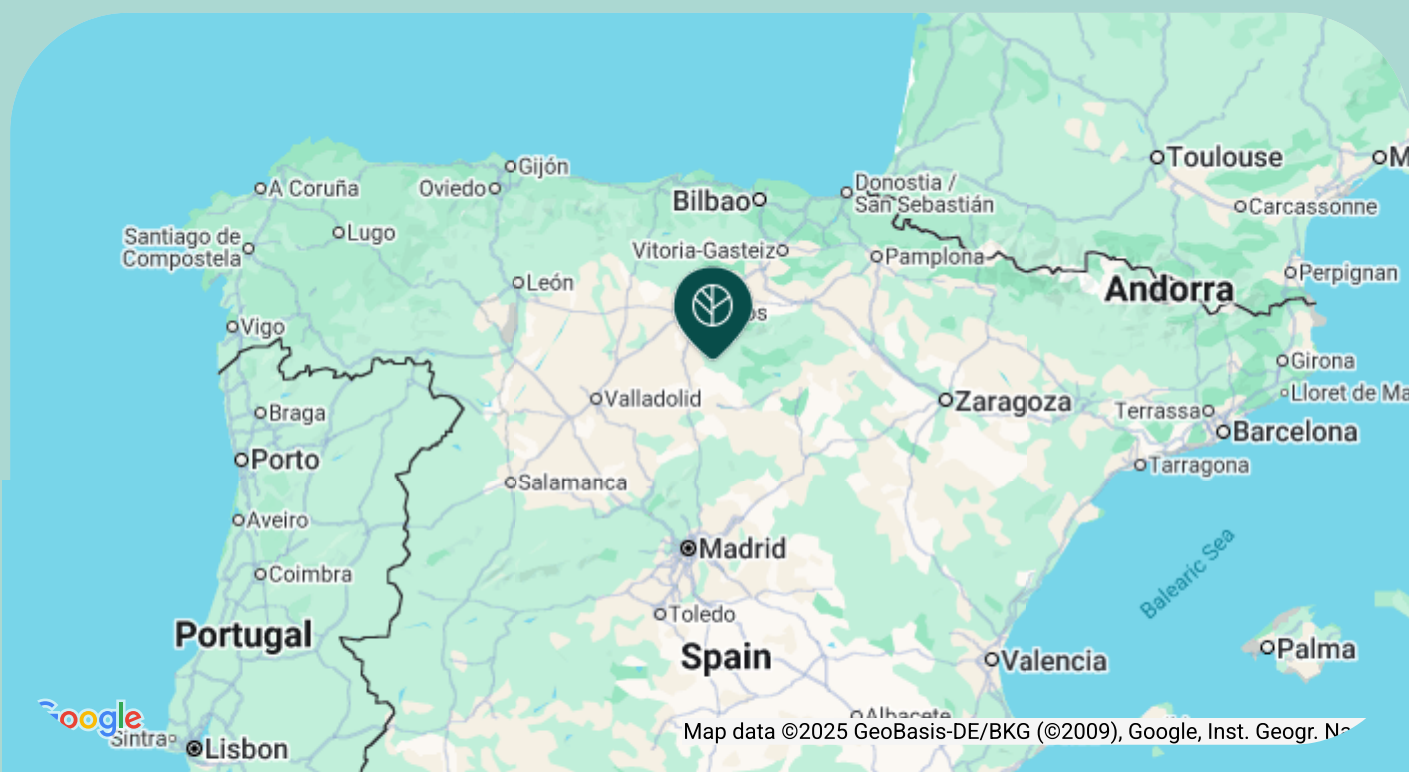 Toulouse
Gijón
A Coruña
Oviedo
Donostia /
San Sebastián
Bilbao
Carcassonne
Lugo
Santiago de
Compostela
Vitoria-Gasteiz
Pamplona
Perpignan
León
Andorra
Vigo
Girona
Lloret de Ma
Valladolid
Zaragoza
Braga
Terrassa
Barcelona
Porto
Tarragona
Salamanca
Aveiro
Madrid
Coimbra
Balearic Sea
Toledo
Portugal
Spain
Valencia
Palma
Albacete
Google
Sintra
Lisbon
Map data ©2025 GeoBasis-DE/BKG (©2009), Google, Inst. Geogr.